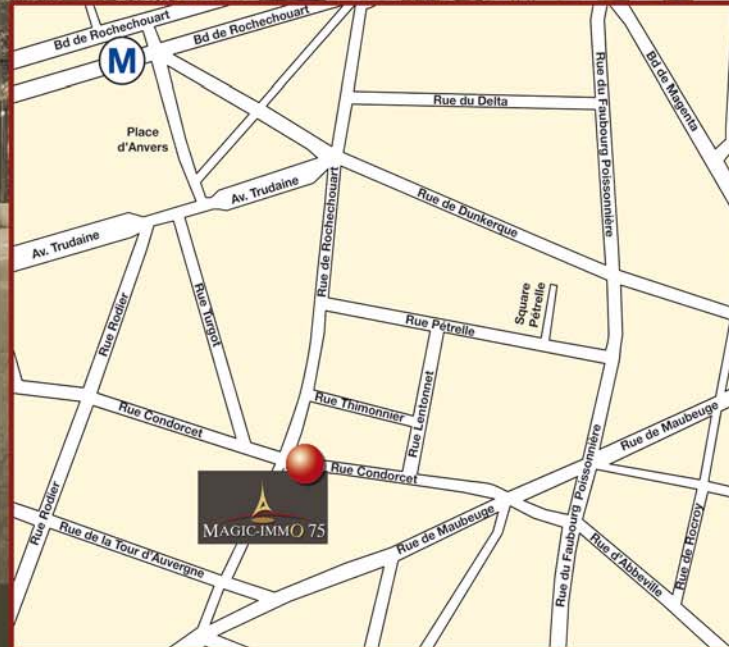 Bd de Rochechouart
Bd de Rochechouart
M
Place
d'Anvers
Rue du Delta
Rue du Faubourg Poissonnière
Bd de Magenta
Av. Trudaine
Av. Trudaine
Rue de Rochechouart
Rue de Dunkerque
Rue Rodier
Rue Turgot
Rue Pétrelle
Square
Pétrelle
Rue Thimonnier
Rue Lentonnet
Rue Condorcet
Rue Condorcet
Rue de Maubeuge
Rue Rodier
MAGIC-IMMO 75
Rue de la Tour d'Auvergne
Rue de Maubeuge
Rue du Faubourg Poissonnière
Rue d'Abbeville
Rue de Rocroy